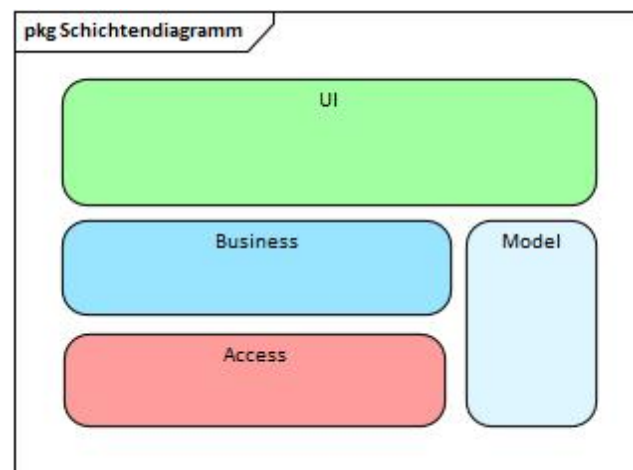 pkg Schichtendiagramm
UI
Business
Model
Access